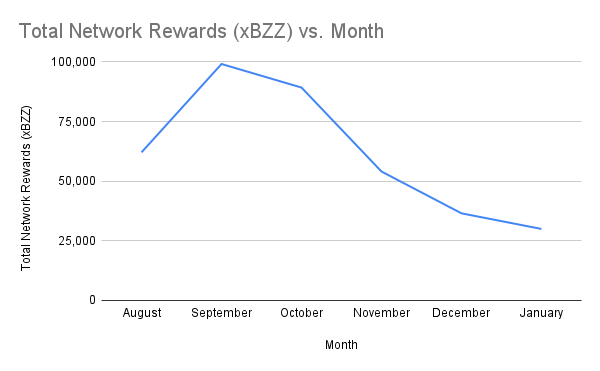 Total Network Rewards (xBZZ) vs. Month
Total Network Rewards (xBZZ)
100,000
75,000
50,000
25,000
0
August September October November December January
Month